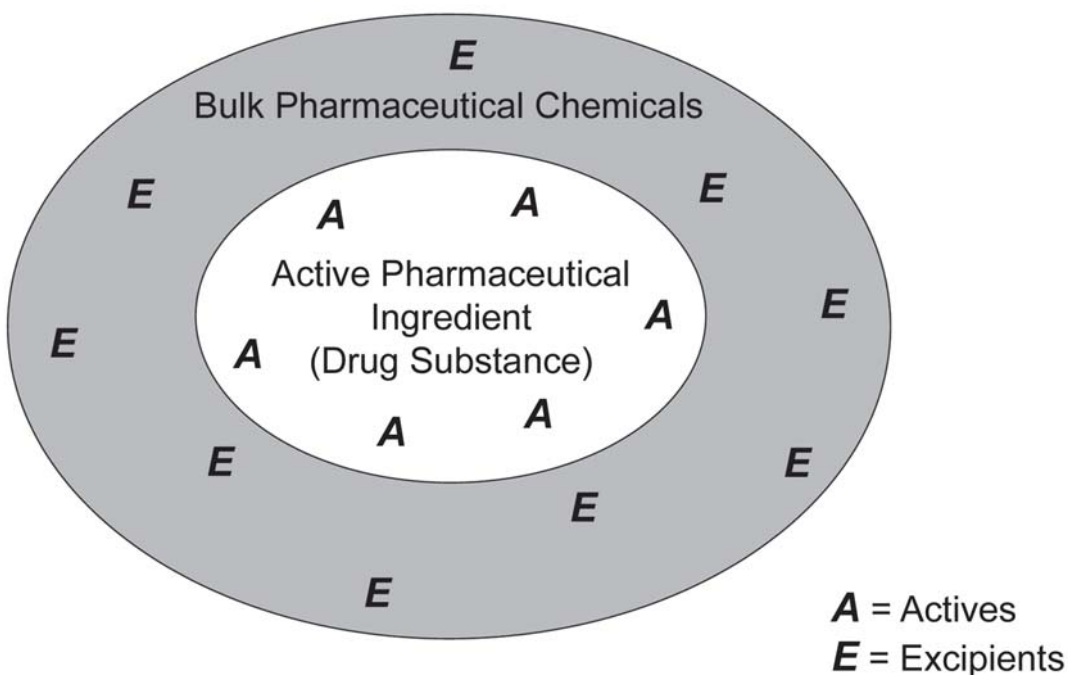 E
Bulk Pharmaceutical Chemicals
E
E
A
A
Active Pharmaceutical
Ingredient
(Drug Substance)
A
E
E
A
A
A
E
E
E
E
A = Actives
E = Excipients